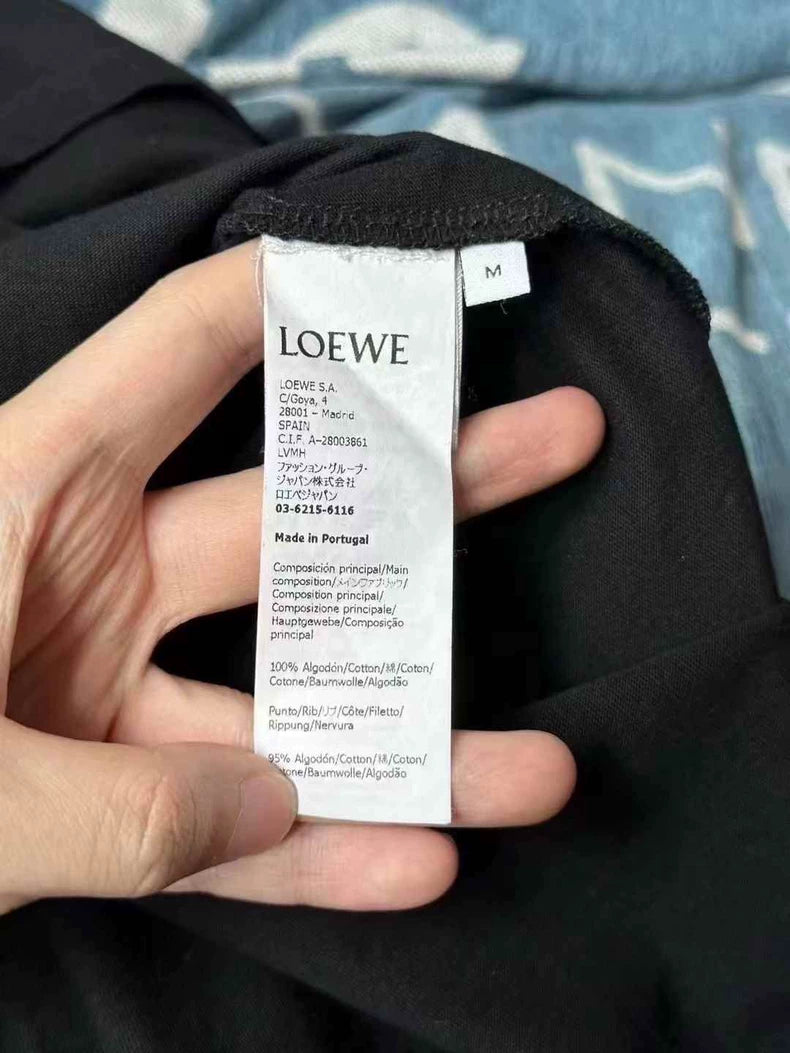 M
LOEWE
LOEWE S.A.
C/Goya, 4
28001 – Madrid
SPAIN
C.I.F. A–28003861
LVMH
ファッション・グループ・
ジャパン株式会社
ロエベジャパン
03-6215-6116
Made in Portugal
Composición principal/Main
composition/メインファブリック/
Composition principal/
Composizione principale/
Hauptgewebe/Composição
principal
100% Algodón/Cotton/綿/Coton/
Cotone/Baumwolle/Algodão
Punto/Rib/リブ/Côte/Filetto/
Rippung/Nervura
95% Algodón/Cotton/綿/Coton/
tone/Baumwolle/Algodão